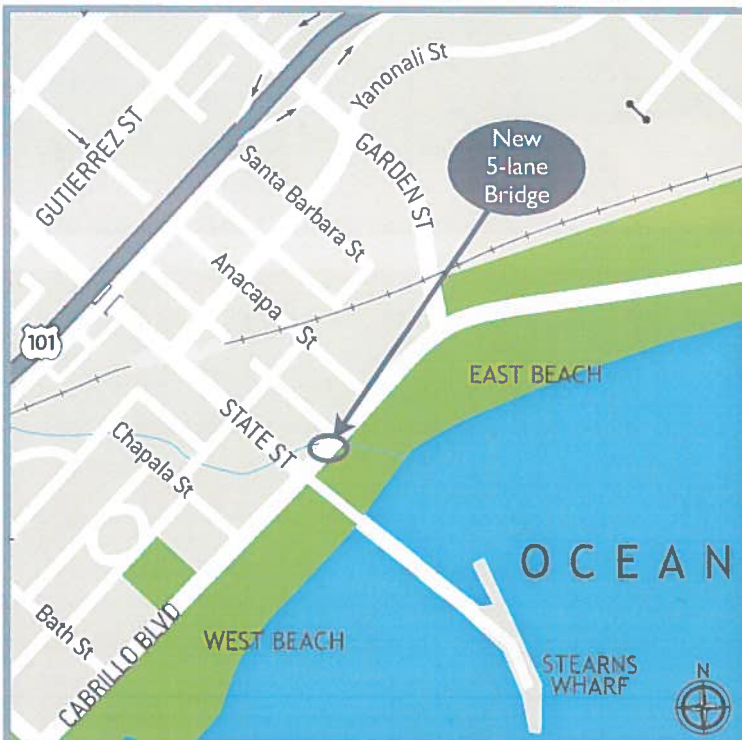 Yanonali St
GUTIERREZ ST
GARDEN ST
New
5-lane
Bridge
Santa Barbara St
Anacapa St
101
EAST BEACH
STATE ST
Chapala St
OCEAN
Bath St
WEST BEACH
CABRILLO BLVD
STEARNS
WHARF
N